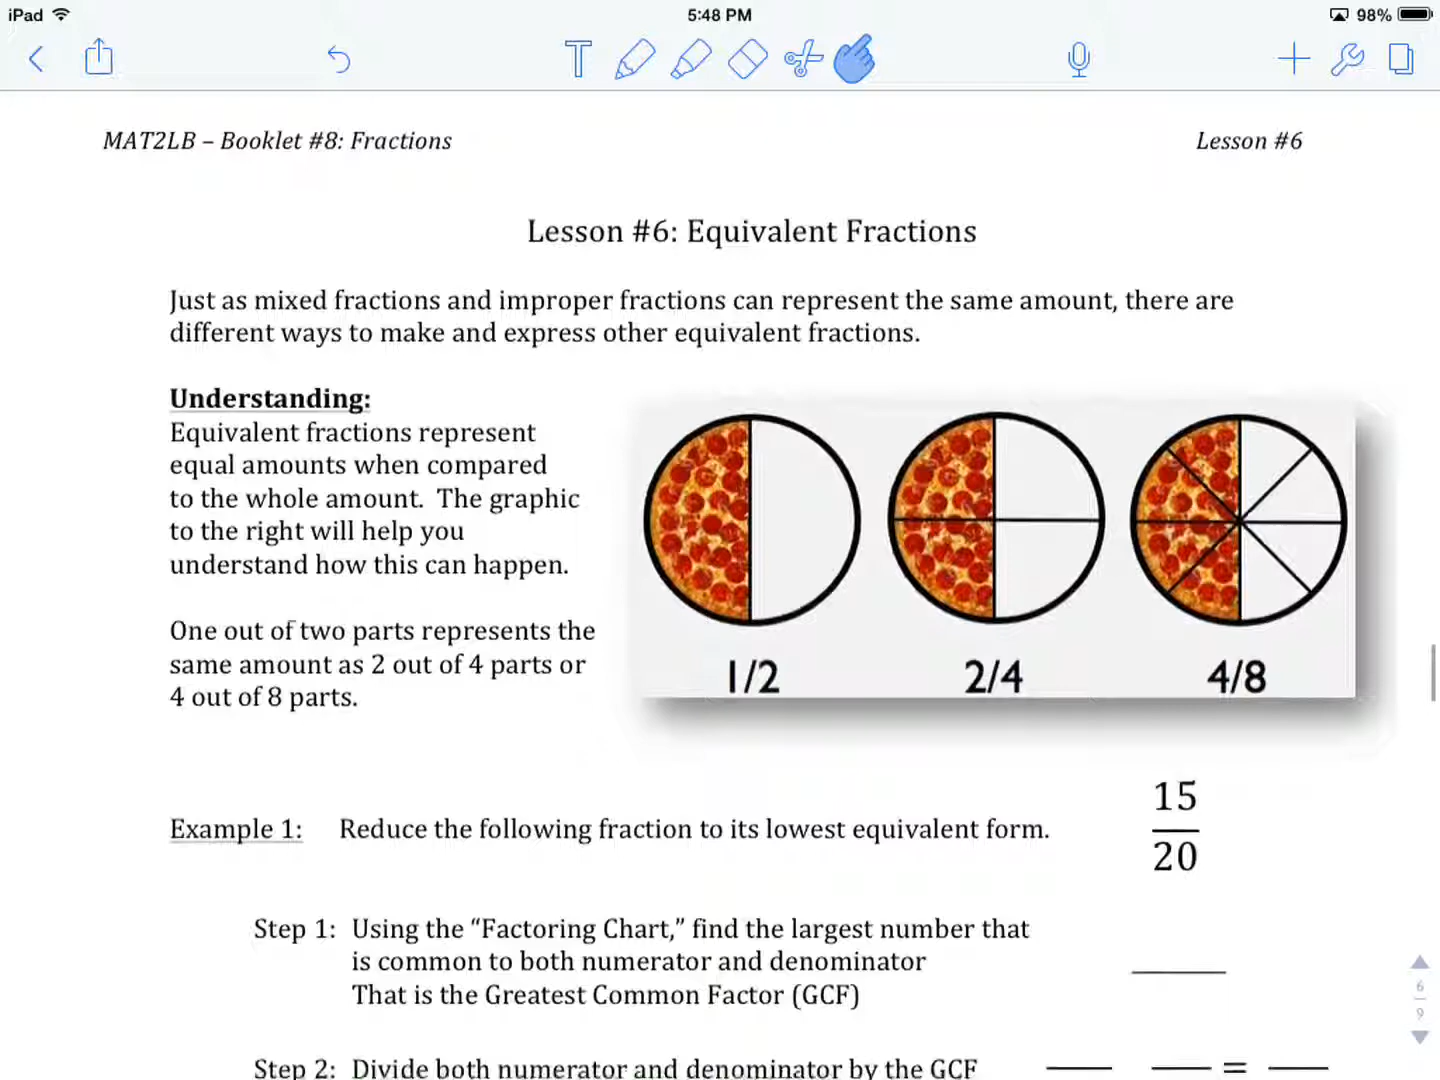 iPad
5:48 PM
98%
T
MAT2LB – Booklet #8: Fractions
Lesson #6
Lesson #6: Equivalent Fractions
Just as mixed fractions and improper fractions can represent the same amount, there are
different ways to make and express other equivalent fractions.
Understanding:
Equivalent fractions represent
equal amounts when compared
to the whole amount. The graphic
to the right will help you
understand how this can happen.
One out of two parts represents the
same amount as 2 out of 4 parts or
4 out of 8 parts.
1/2
2/4
4/8
Example 1: Reduce the following fraction to its lowest equivalent form.
15
20
Step 1: Using the “Factoring Chart,” find the largest number that
is common to both numerator and denominator
That is the Greatest Common Factor (GCF)
6
9
Step 2: Divide both numerator and denominator by the GCF
=